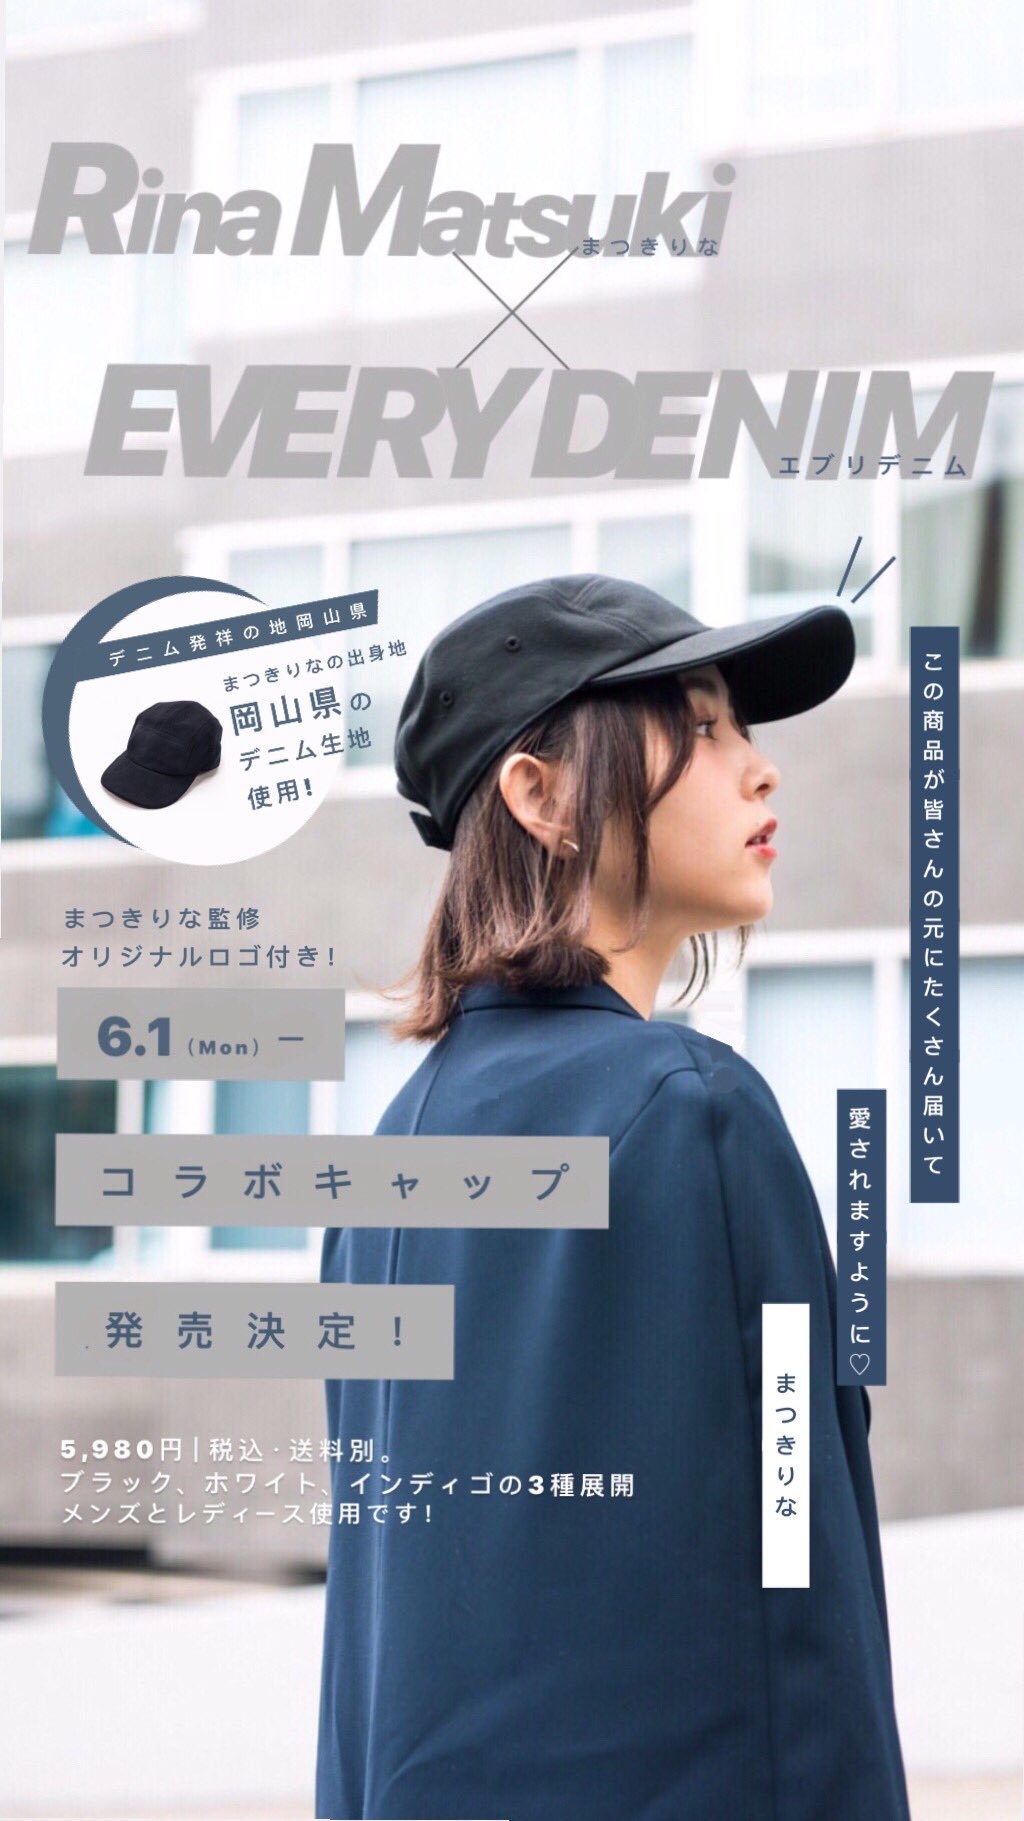 Rina Matsuki
まつきりな
EVERY DENIM
エブリデニム
デニム発祥の地岡山県
まつきりなの出身地
岡山県の
デニム生地
使用!
この商品が皆さんの元にたくさん届いて
愛されますように♡
まつきりな
まつきりな監修
オリジナルロゴ付き!
6.1 (Mon) ー
コラボキャップ
発売決定!
5,980円|税込·送料別。
ブラック、ホワイト、インディゴの3種展開
メンズとレディース使用です!